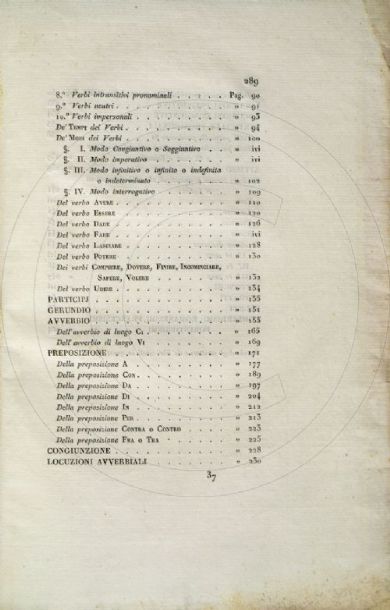 289
8.° Verbi intransitivi pronominali . . . . . Pag. 90
9.° Verbi neutri . . . . . . . . . . . » 91
10.° Verbi impersonali . . . . . . . . . » 93
De' Tempi de' Verbi . . . . . . . . . . » 94
De' Modi dei Verbi . . . . . . . . . . » 100
§. I. Modo Congiuntivo o Soggiuntivo . . . » ivi
§. II. Modo imperativo . . . . . . . . » ivi
§. III. Modo infinitivo o infinito o indefinito
o indeterminato . . . . . . . . » 102
§. IV. Modo interrogativo . . . . . . . » 109
Del verbo AVERE . . . . . . . . . . . » 110
Del verbo ESSERE . . . . . . . . . . » 120
Del verbo DARE . . . . . . . . . . . » 126
Del verbo FARE . . . . . . . . . . . » ivi
Del verbo LASCIARE . . . . . . . . . » 128
Del verbo POTERE . . . . . . . . . . » 130
Dei verbi COMPIERE, DOVERE, FINIRE, INCOMINCIARE,
SAPERE, VOLERE . . . . . . . . » 132
Del verbo UDIRE . . . . . . . . . . . » 134
PARTICIPJ . . . . . . . . . . . . . » 135
GERUNDIO . . . . . . . . . . . . . » 151
AVVERBIO . . . . . . . . . . . . . » 155
Dell'avverbio di luogo CI . . . . . . . » 165
Dell'avverbio di luogo VI . . . . . . . » 169
PREPOSIZIONE . . . . . . . . . . . » 171
Della preposizione A . . . . . . . . . » 177
Della preposizione CON . . . . . . . . » 189
Della preposizione DA . . . . . . . . » 197
Della preposizione DI . . . . . . . . » 204
Della preposizione IN . . . . . . . . » 212
Della preposizione PER . . . . . . . . » 213
Della preposizione CONTRA o CONTRO . . . » 223
Della preposizione FRA o TRA . . . . . » 225
CONGIUNZIONE . . . . . . . . . . . » 228
LOCUZIONI AVVERBIALI . . . . . . . . » 230
37